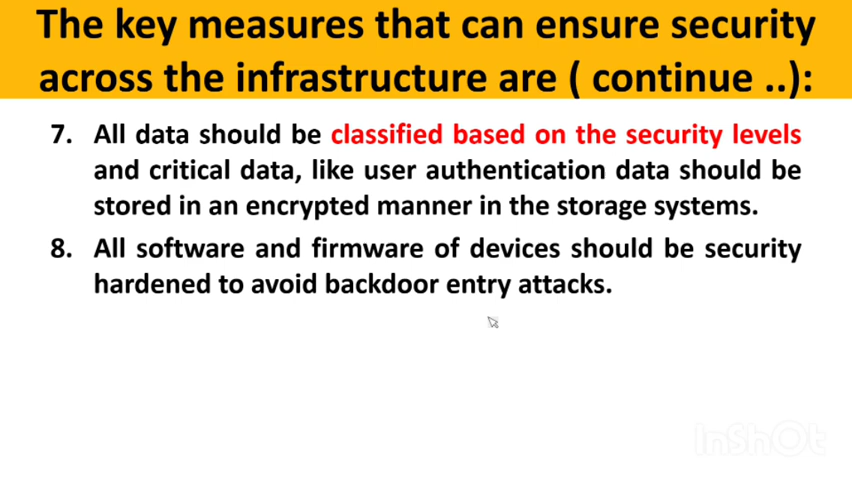 The key measures that can ensure security
across the infrastructure are ( continue ..):
7. All data should be classified based on the security levels
and critical data, like user authentication data should be
stored in an encrypted manner in the storage systems.
8. All software and firmware of devices should be security
hardened to avoid backdoor entry attacks.
InShOt